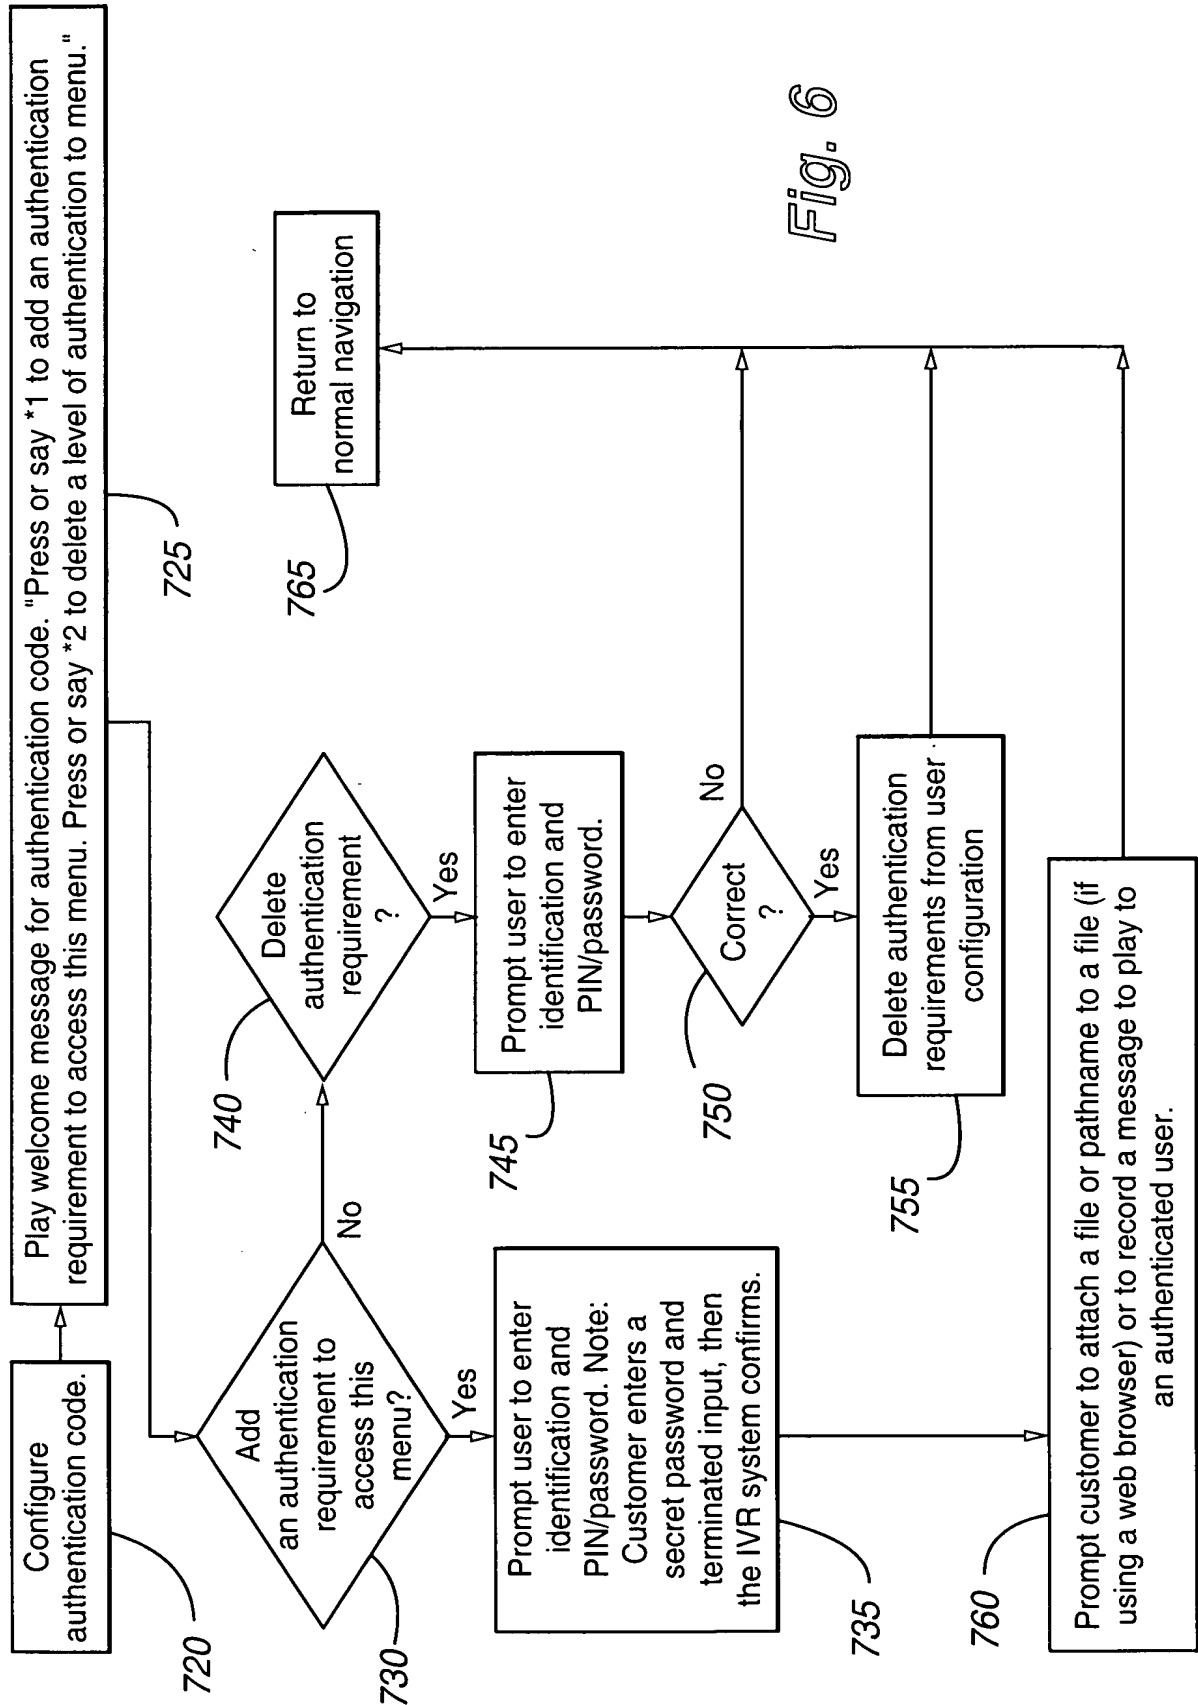 Configure
authentication code.
720
Play welcome message for authentication code. "Press or say *1 to add an authentication
requirement to access this menu. Press or say *2 to delete a level of authentication to menu."
725
Add
an authentication
requirement to
access this
menu?
730
No
Yes
Delete
authentication
requirement
?
740
Yes
Prompt user to enter
identification and
PIN/password. Note:
Customer enters a
secret password and
terminated input, then
the IVR system confirms.
735
Prompt user to enter
identification and
PIN/password.
745
Correct
?
750
No
Yes
Delete authentication
requirements from user
configuration
755
Prompt customer to attach a file or pathname to a file (if
using a web browser) or to record a message to play to
an authenticated user.
760
Return to
normal navigation
765
Fig. 6